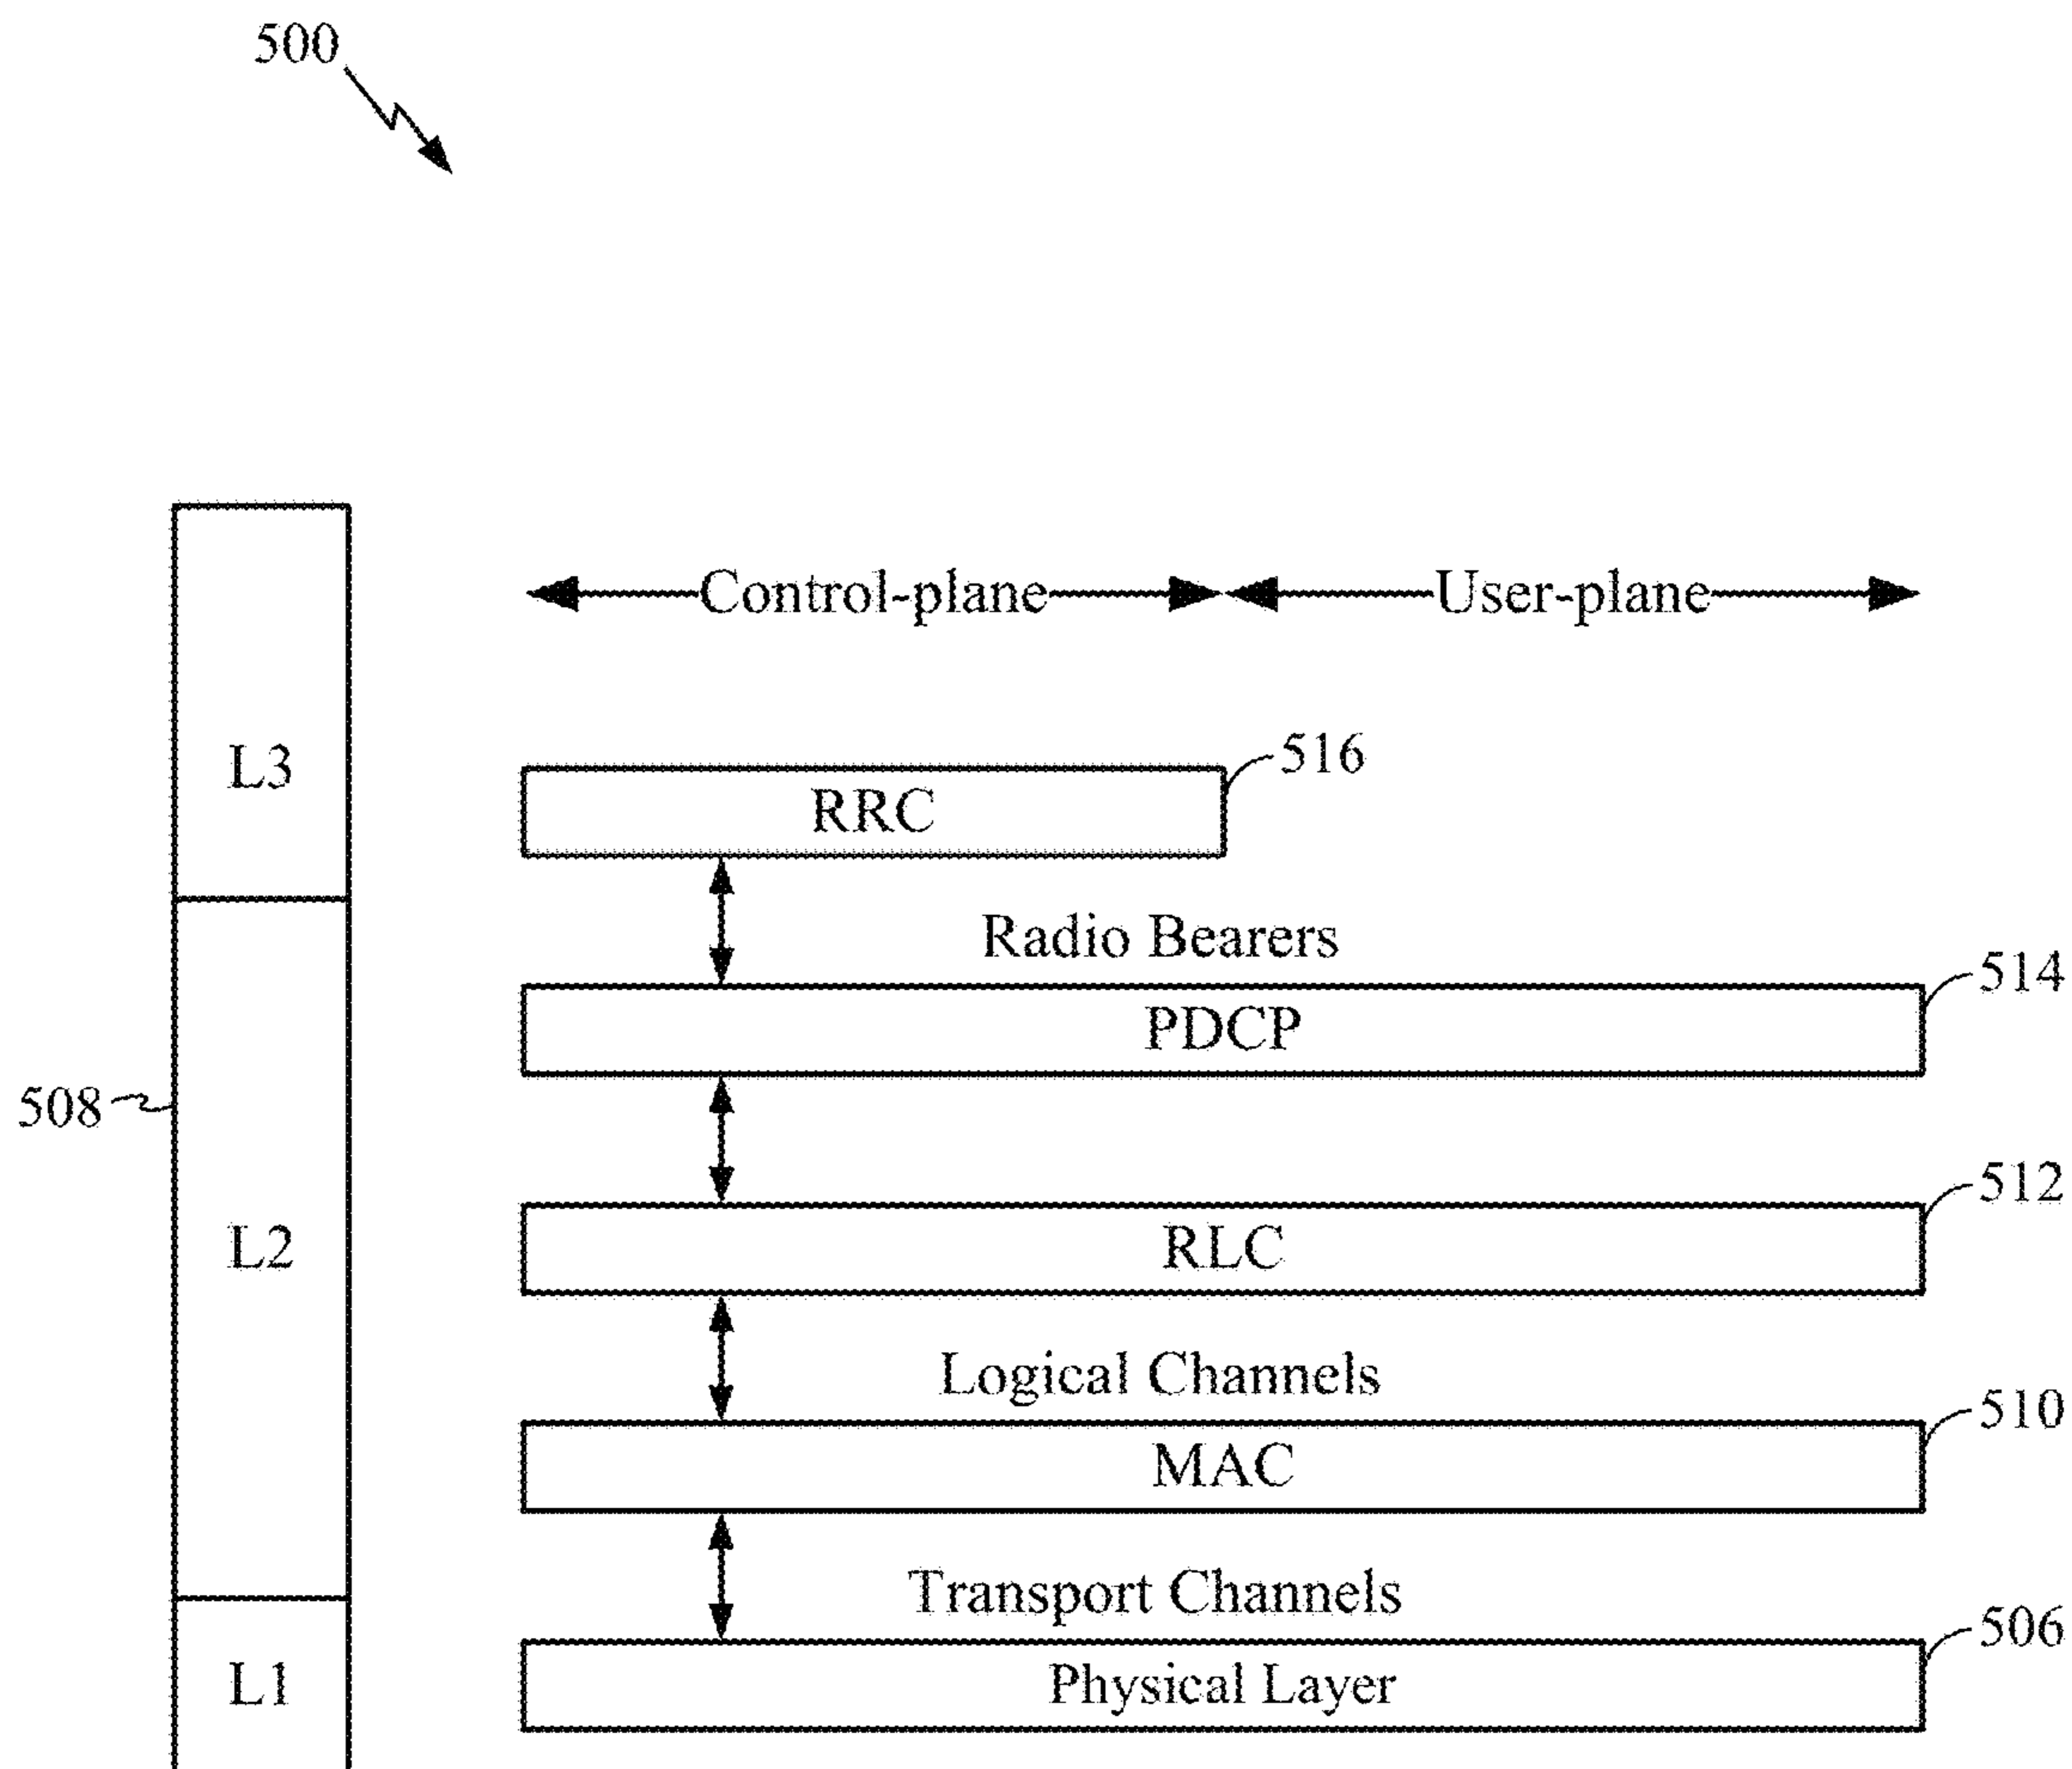 500
Control-plane User-plane
L3
516
RRC
Radio Bearers
514
PDCP
508
512
L2
RLC
Logical Channels
510
MAC
Transport Channels
506
L1
Physical Layer